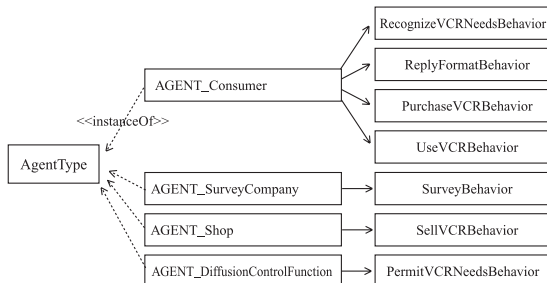 RecognizeVCRNeedsBehavior
ReplyFormatBehavior
AGENT_Consumer
PurchaseVCRBehavior
<<instanceOf>>
UseVCRBehavior
AgentType
AGENT_SurveyCompany
SurveyBehavior
AGENT_Shop
SellVCRBehavior
AGENT_DiffusionControlFunction
PermitVCRNeedsBehavior